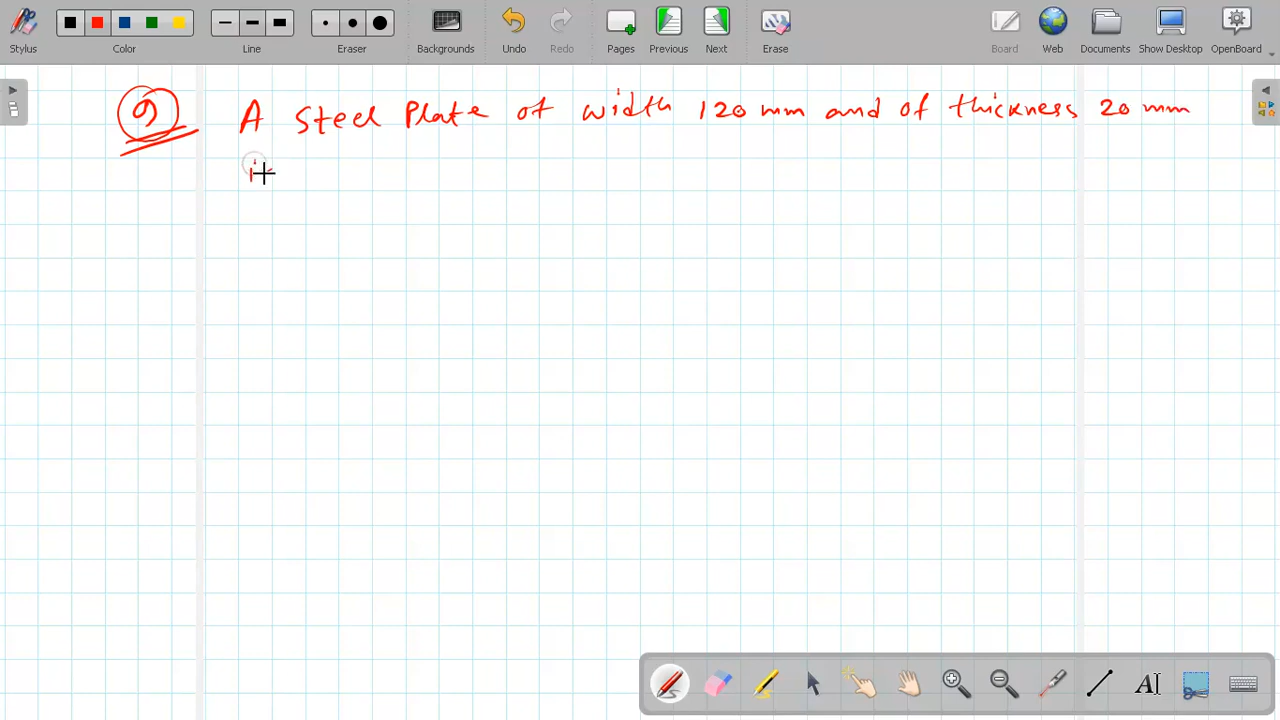 Stylus
Color
Line
Eraser
Backgrounds
Undo
Redo
Pages
Previous
Next
Erase
Board
Web
Documents
Show Desktop
OpenBoard
A Steel Plate of width 120 mm and of thickness 20 mm